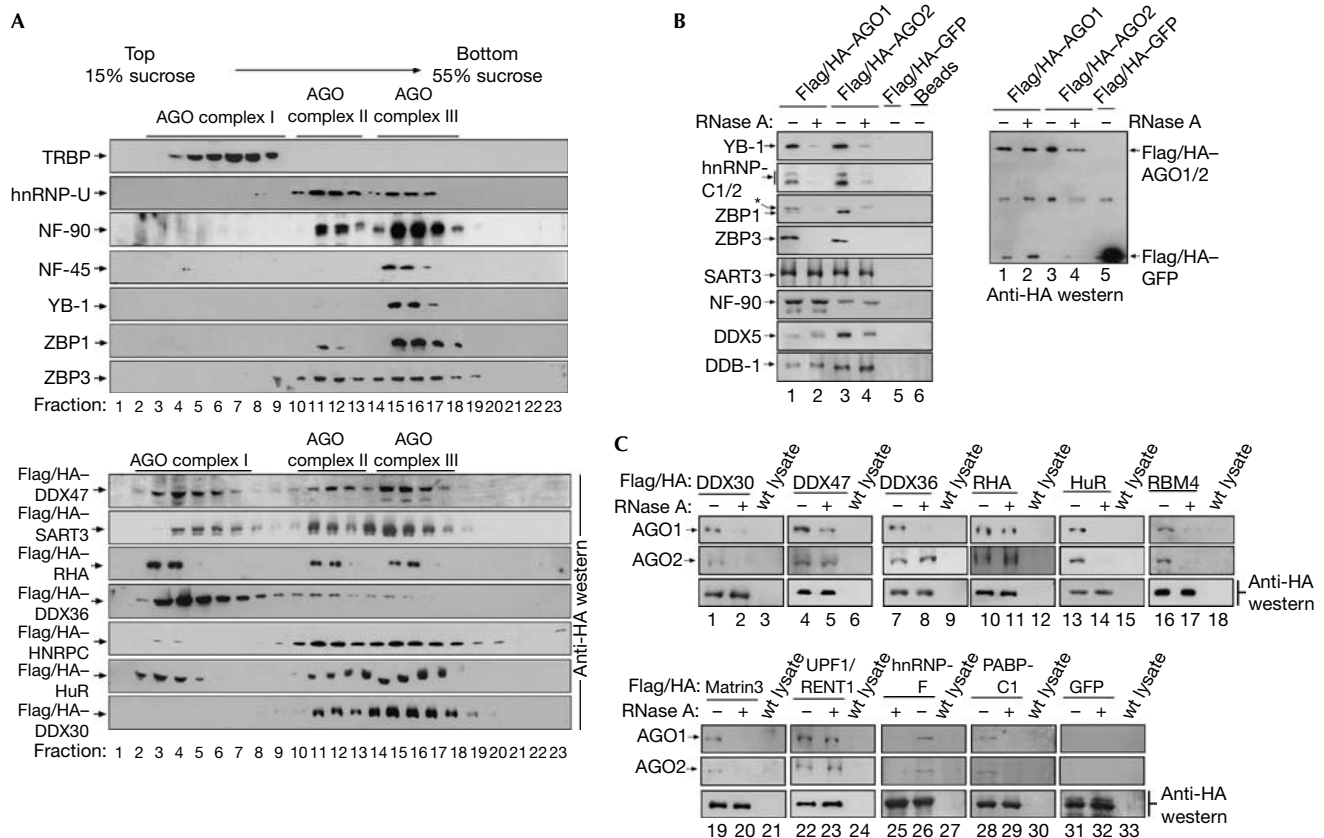 A
Top
15% sucrose
Bottom
55% sucrose
AGO complex I
AGO
complex II
AGO
complex III
TRBP
hnRNP-U
NF-90
NF-45
YB-1
ZBP1
ZBP3
Fraction: 1 2 3 4 5 6 7 8 9 10 11 12 13 14 15 16 17 18 19 20 21 22 23
AGO complex I
AGO
complex II
AGO
complex III
Flag/HA–
DDX47
Flag/HA–
SART3
Flag/HA–
RHA
Flag/HA–
DDX36
Flag/HA–
HNRPC
Flag/HA–
HuR
Flag/HA–
DDX30
Anti-HA western
Fraction: 1 2 3 4 5 6 7 8 9 10 11 12 13 14 15 16 17 18 19 20 21 22 23
B
Flag/HA–AGO1
Flag/HA–AGO2
Flag/HA–GFP
Beads
RNase A: – + – +
YB-1
hnRNP-
C1/2
*
ZBP1
ZBP3
SART3
NF-90
DDX5
DDB-1
1 2 3 4 5 6
Flag/HA–AGO1
Flag/HA–AGO2
Flag/HA–GFP
– + – + – RNase A
Flag/HA–
AGO1/2
Flag/HA–
GFP
1 2 3 4 5
Anti-HA western
C
Flag/HA: DDX30 wt lysate DDX47 wt lysate DDX36 wt lysate RHA wt lysate HuR wt lysate RBM4 wt lysate
RNase A: – + – + – + – + – + – +
AGO1
AGO2
Anti-HA
western
1 2 3 4 5 6 7 8 9 10 11 12 13 14 15 16 17 18
Flag/HA: Matrin3 wt lysate UPF1/
RENT1 wt lysate hnRNP-
F wt lysate PABP-
C1 wt lysate GFP wt lysate
RNase A: – + – + + – – + – +
AGO1
AGO2
Anti-HA
western
19 20 21 22 23 24 25 26 27 28 29 30 31 32 33